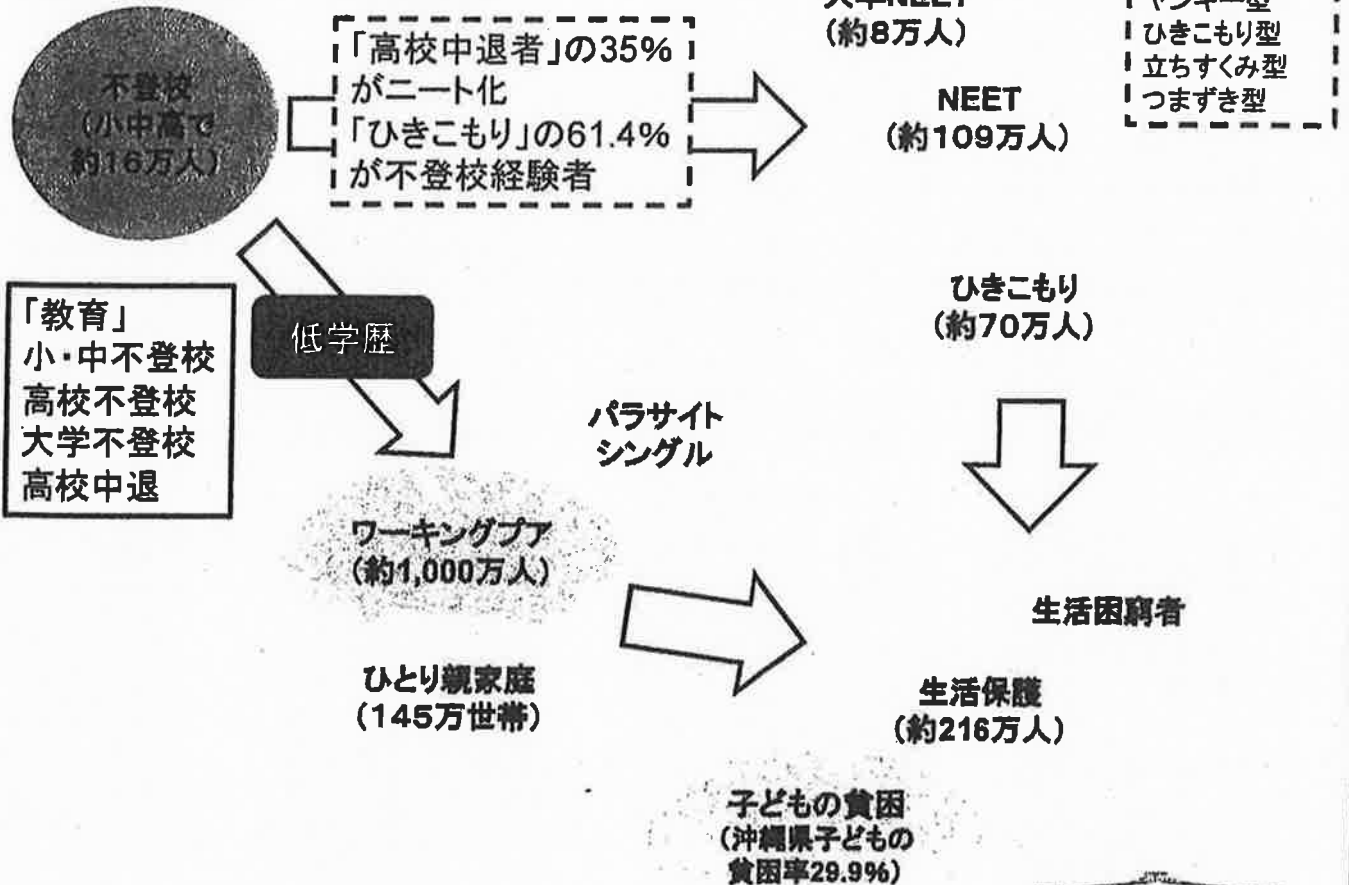 (約8万人)
ヤンキー型
ひきこもり型
立ちすくみ型
つまずき型
不登校
(小中高で
約16万人)
「高校中退者」の35%
がニート化
「ひきこもり」の61.4%
が不登校経験者
NEET
(約109万人)
ひきこもり
(約70万人)
「教育」
小・中不登校
高校不登校
大学不登校
高校中退
低学歴
パラサイト
シングル
ワーキングプア
(約1,000万人)
生活困窮者
ひとり親家庭
(145万世帯)
生活保護
(約216万人)
子どもの貧困
(沖縄県子どもの
貧困率29.9%)